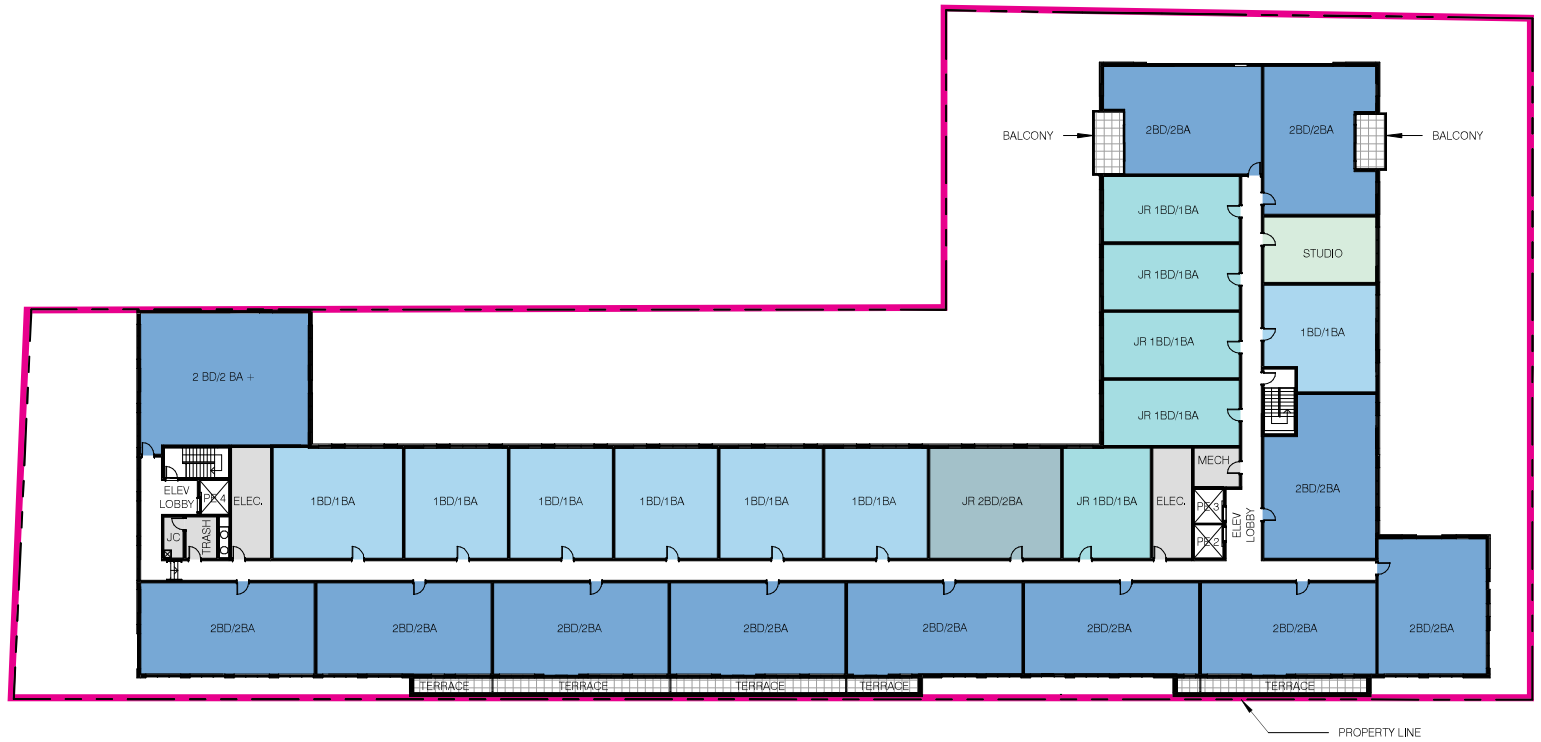 2BD/2BA
2BD/2BA
BALCONY
BALCONY
JR 1BD/1BA
STUDIO
JR 1BD/1BA
1BD/1BA
JR 1BD/1BA
2 BD/2 BA +
JR 1BD/1BA
MECH
ELEV
LOBBY
PE 4
ELEC.
1BD/1BA
1BD/1BA
1BD/1BA
1BD/1BA
1BD/1BA
1BD/1BA
JR 2BD/2BA
JR 1BD/1BA
ELEC.
PE 3
2BD/2BA
ELEV
LOBBY
JC
TRASH
PE 2
2BD/2BA
2BD/2BA
2BD/2BA
2BD/2BA
2BD/2BA
2BD/2BA
2BD/2BA
2BD/2BA
TERRACE
TERRACE
TERRACE
TERRACE
TERRACE
PROPERTY LINE